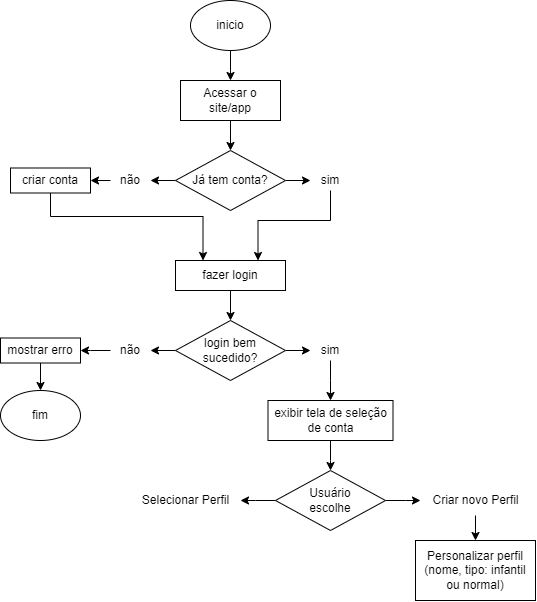 inicio
Acessar o
site/app
criar conta
não
Já tem conta?
sim
fazer login
mostrar erro
não
login bem
sucedido?
sim
fim
exibir tela de seleção
de conta
Selecionar Perfil
Usuário
escolhe
Criar novo Perfil
Personalizar perfil
(nome, tipo: infantil
ou normal)